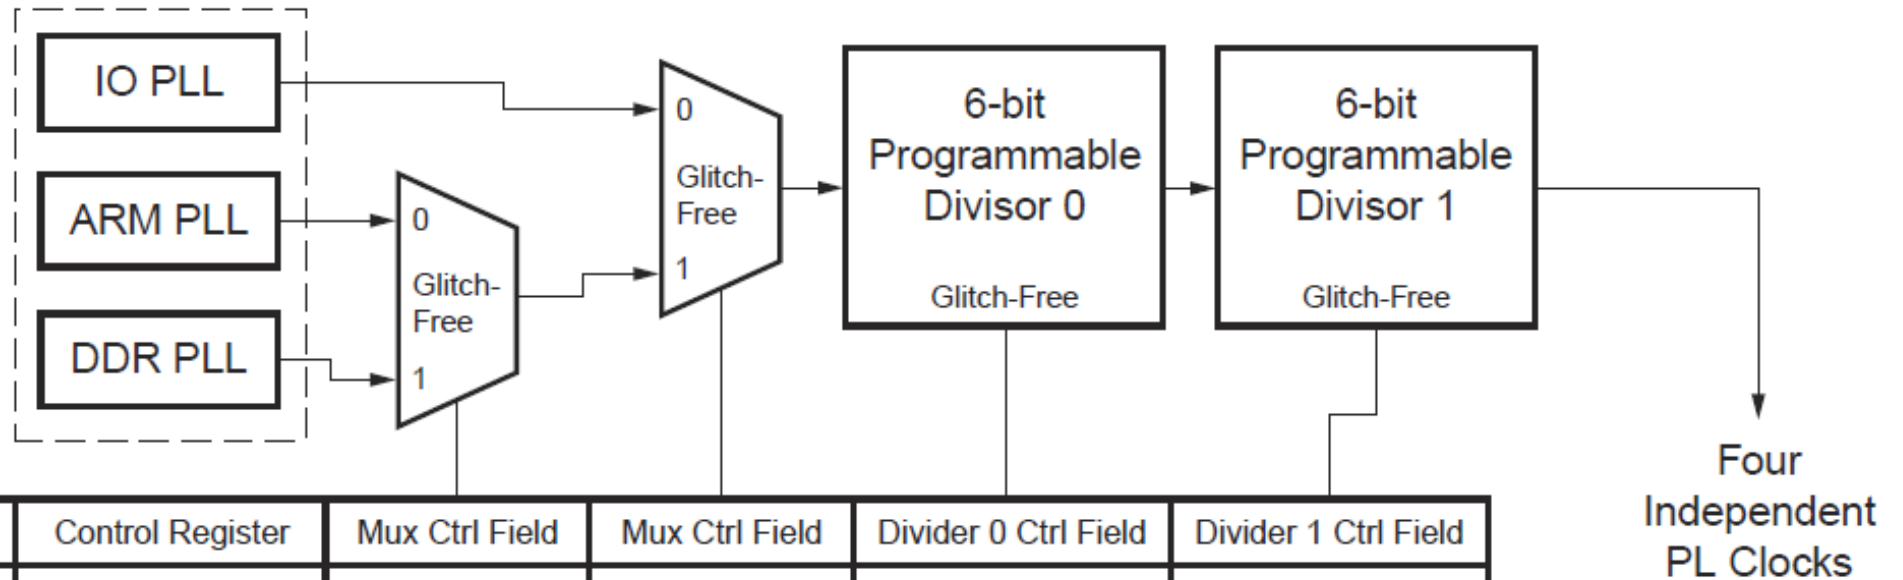 IO PLL
ARM PLL
DDR PLL
0
Glitch-
Free
1
0
Glitch-
Free
1
6-bit
Programmable
Divisor 0
Glitch-Free
6-bit
Programmable
Divisor 1
Glitch-Free
Four
Independent
PL Clocks
Control Register
Mux Ctrl Field
Mux Ctrl Field
Divider 0 Ctrl Field
Divider 1 Ctrl Field